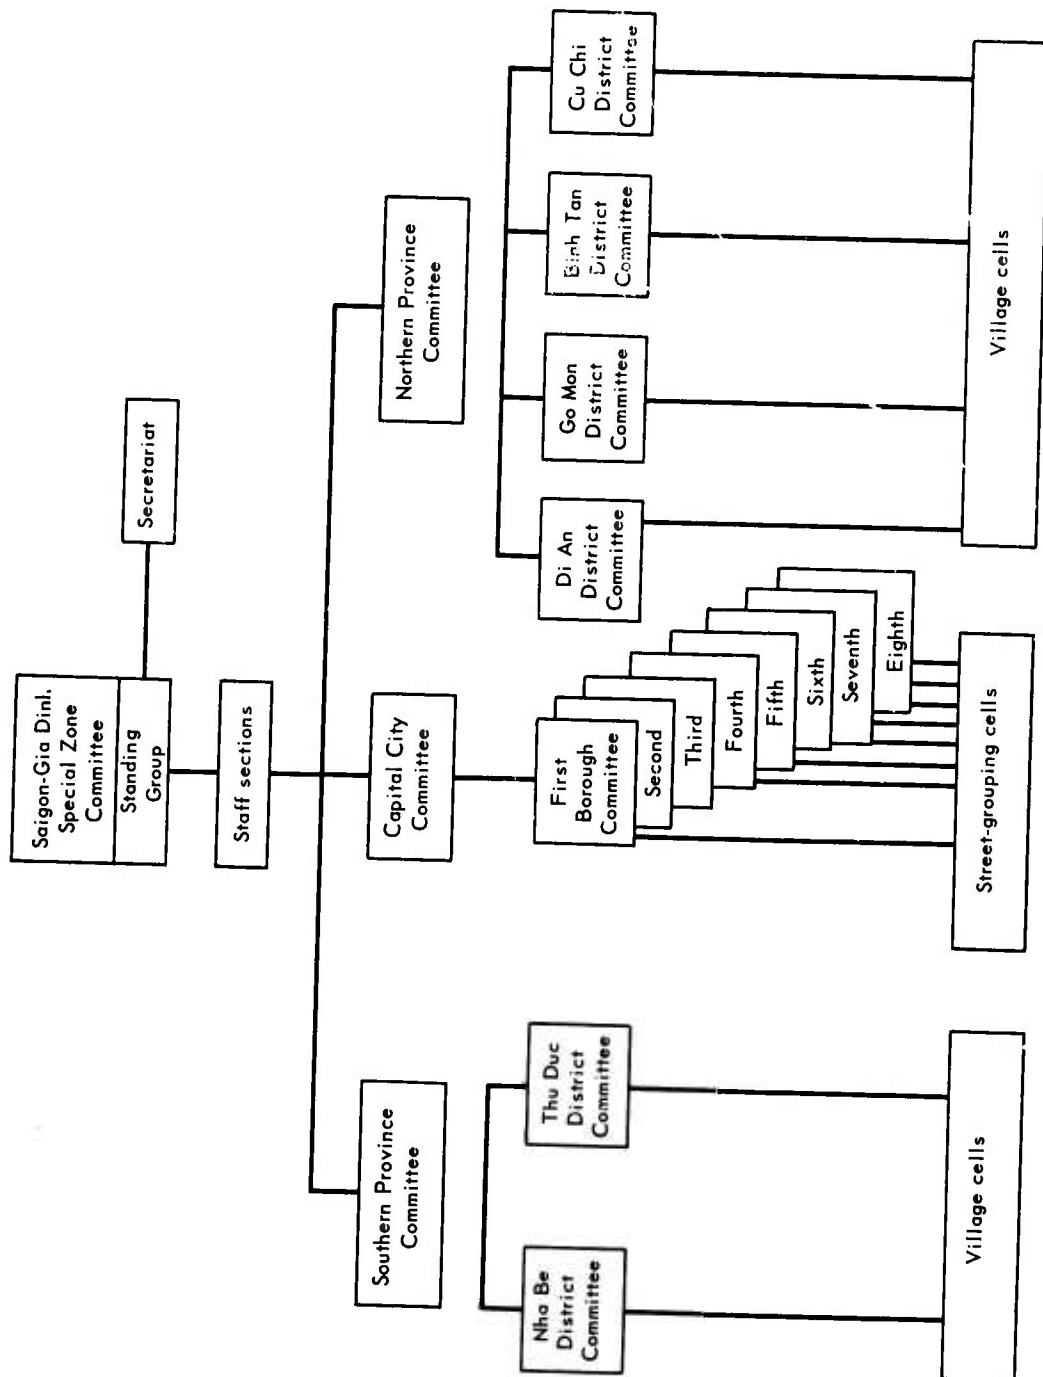 Saigon-Gia Dinl.
Special Zone
Committee
Standing
Group
Secretariat
Staff sections
Southern Province
Committee
Capital City
Committee
Northern Province
Committee
Nha Be
District
Committee
Thu Duc
District
Committee
First
Borough
Committee
Second
Third
Fourth
Fifth
Sixth
Seventh
Eighth
Di An
District
Committee
Go Mon
District
Committee
Binh Tan
District
Committee
Cu Chi
District
Committee
Village cells
Street-grouping cells
Village cells